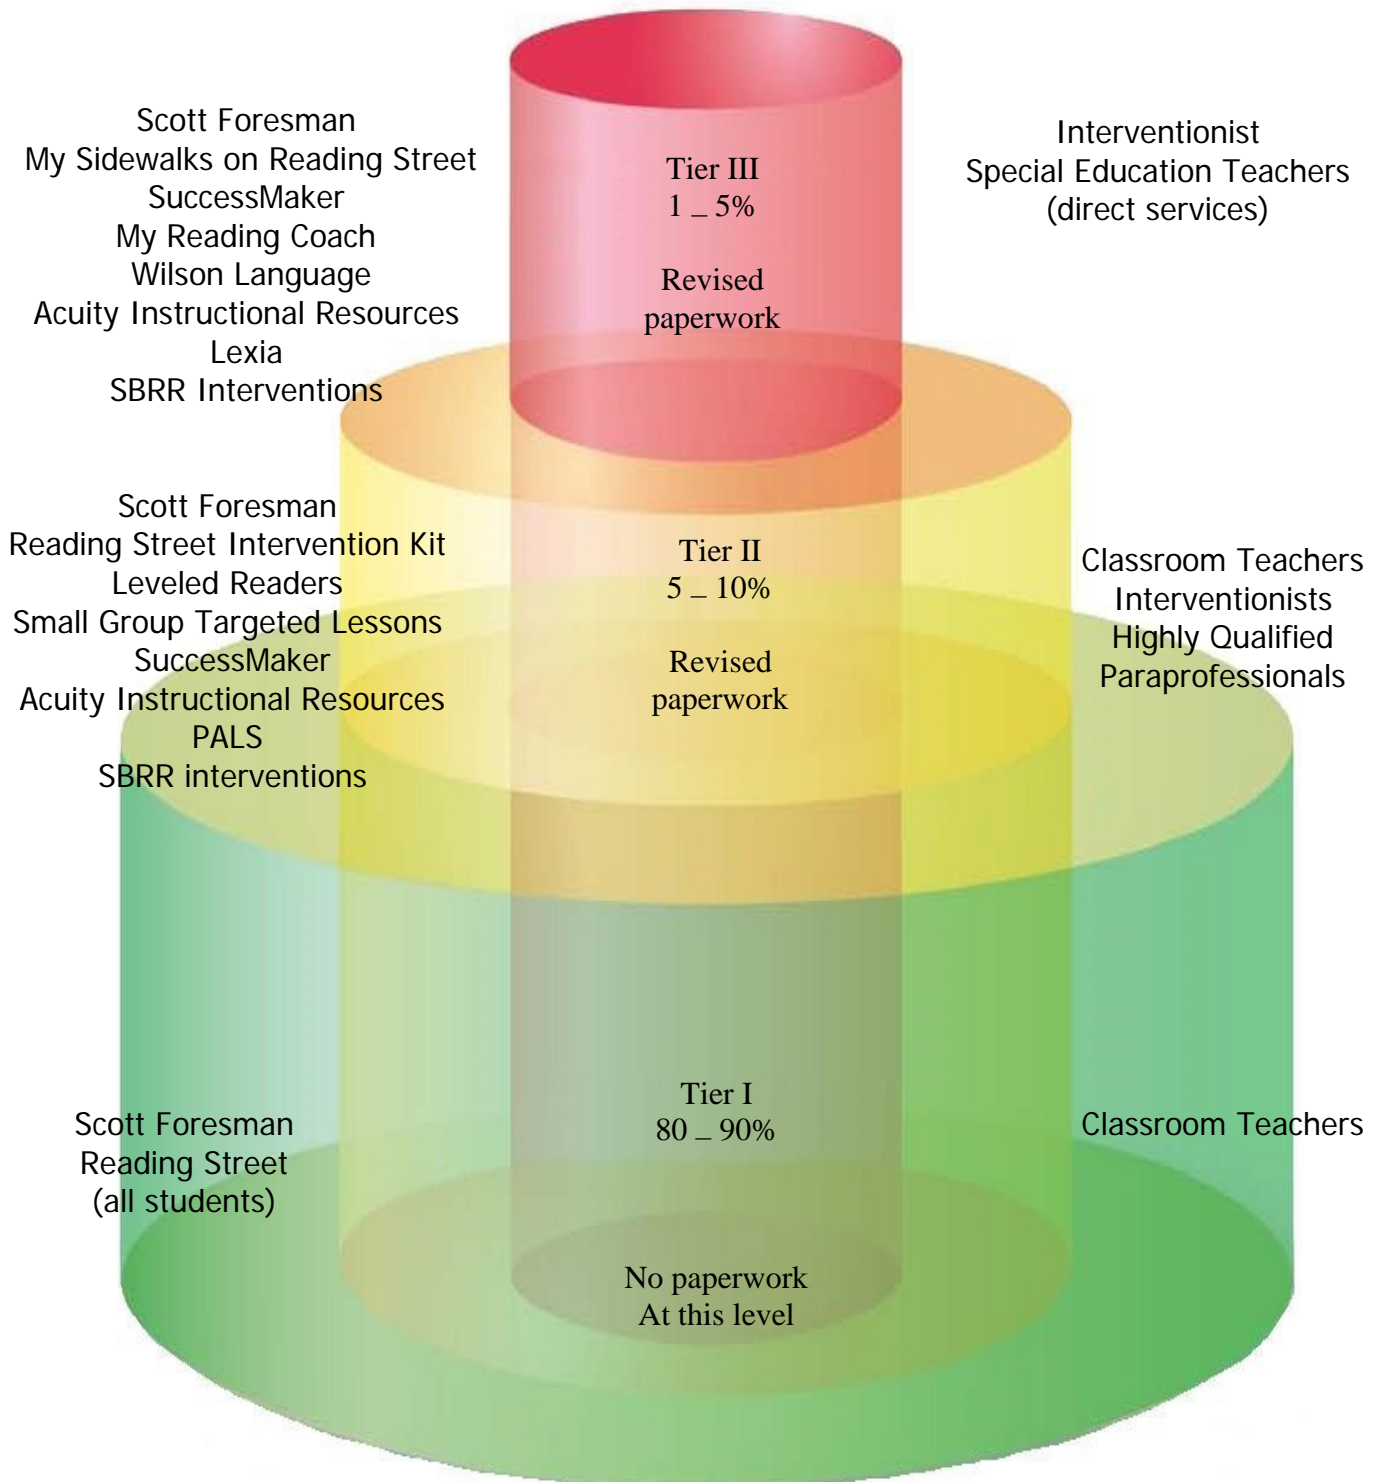 Scott Foresman
My Sidewalks on Reading Street
SuccessMaker
My Reading Coach
Wilson Language
Acuity Instructional Resources
Lexia
SBRR Interventions
Tier III
1 – 5%
Revised
paperwork
Interventionist
Special Education Teachers
(direct services)
Scott Foresman
Reading Street Intervention Kit
Leveled Readers
Small Group Targeted Lessons
SuccessMaker
Acuity Instructional Resources
PALS
SBRR interventions
Tier II
5 – 10%
Revised
paperwork
Classroom Teachers
Interventionists
Highly Qualified
Paraprofessionals
Scott Foresman
Reading Street
(all students)
Tier I
80 – 90%
No paperwork
At this level
Classroom Teachers